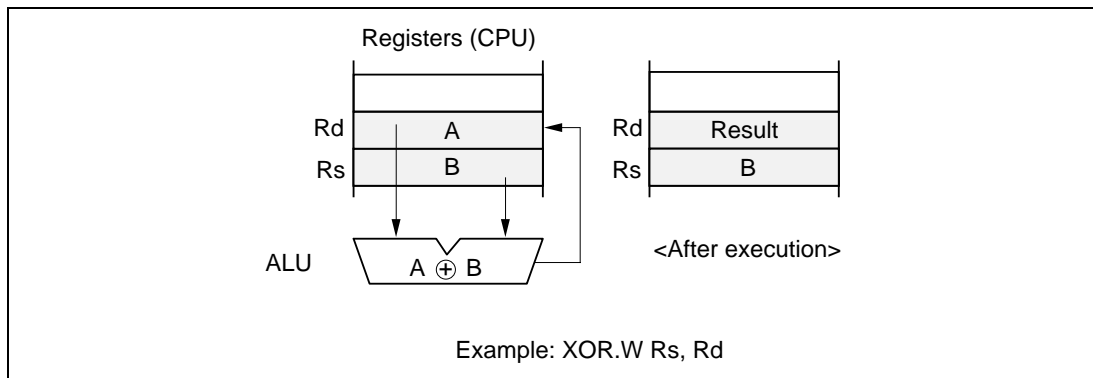 Registers (CPU)
Rd A Rd Result
Rs B Rs B
ALU A ⊕ B <After execution>
Example: XOR.W Rs, Rd